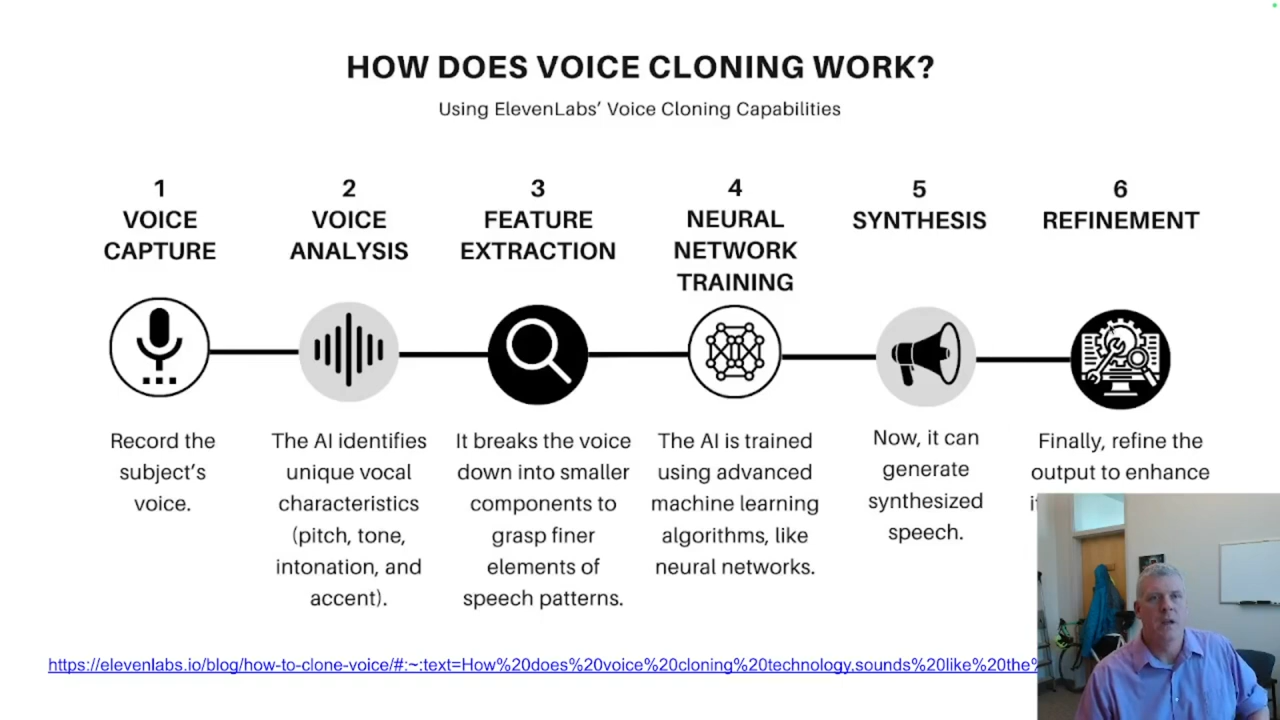 HOW DOES VOICE CLONING WORK?
Using ElevenLabs’ Voice Cloning Capabilities
1
VOICE
CAPTURE
Record the
subject’s
voice.
2
VOICE
ANALYSIS
The AI identifies
unique vocal
characteristics
(pitch, tone,
intonation, and
accent).
3
FEATURE
EXTRACTION
It breaks the voice
down into smaller
components to
grasp finer
elements of
speech patterns.
4
NEURAL
NETWORK
TRAINING
The AI is trained
using advanced
machine learning
algorithms, like
neural networks.
5
SYNTHESIS
Now, it can
generate
synthesized
speech.
6
REFINEMENT
Finally, refine the
output to enhance
https://elevenlabs.io/blog/how-to-clone-voice/#:~:text=How%20does%20voice%20cloning%20technology,sounds%20like%20the%